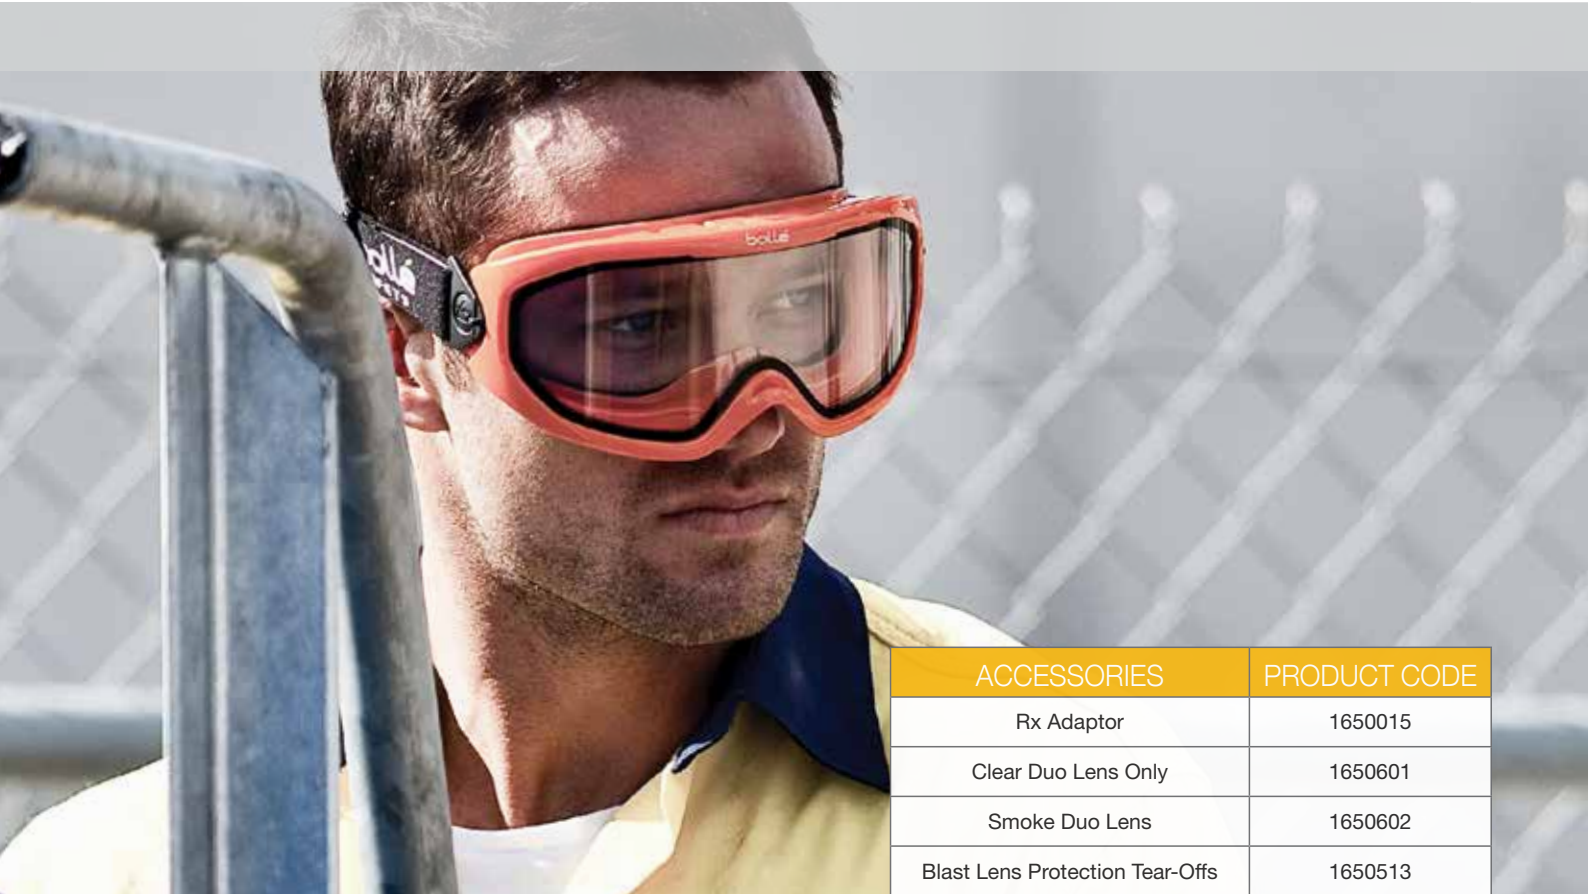 bollé
ACCESSORIES PRODUCT CODE
Rx Adaptor 1650015
Clear Duo Lens Only 1650601
Smoke Duo Lens 1650602
Blast Lens Protection Tear-Offs 1650513